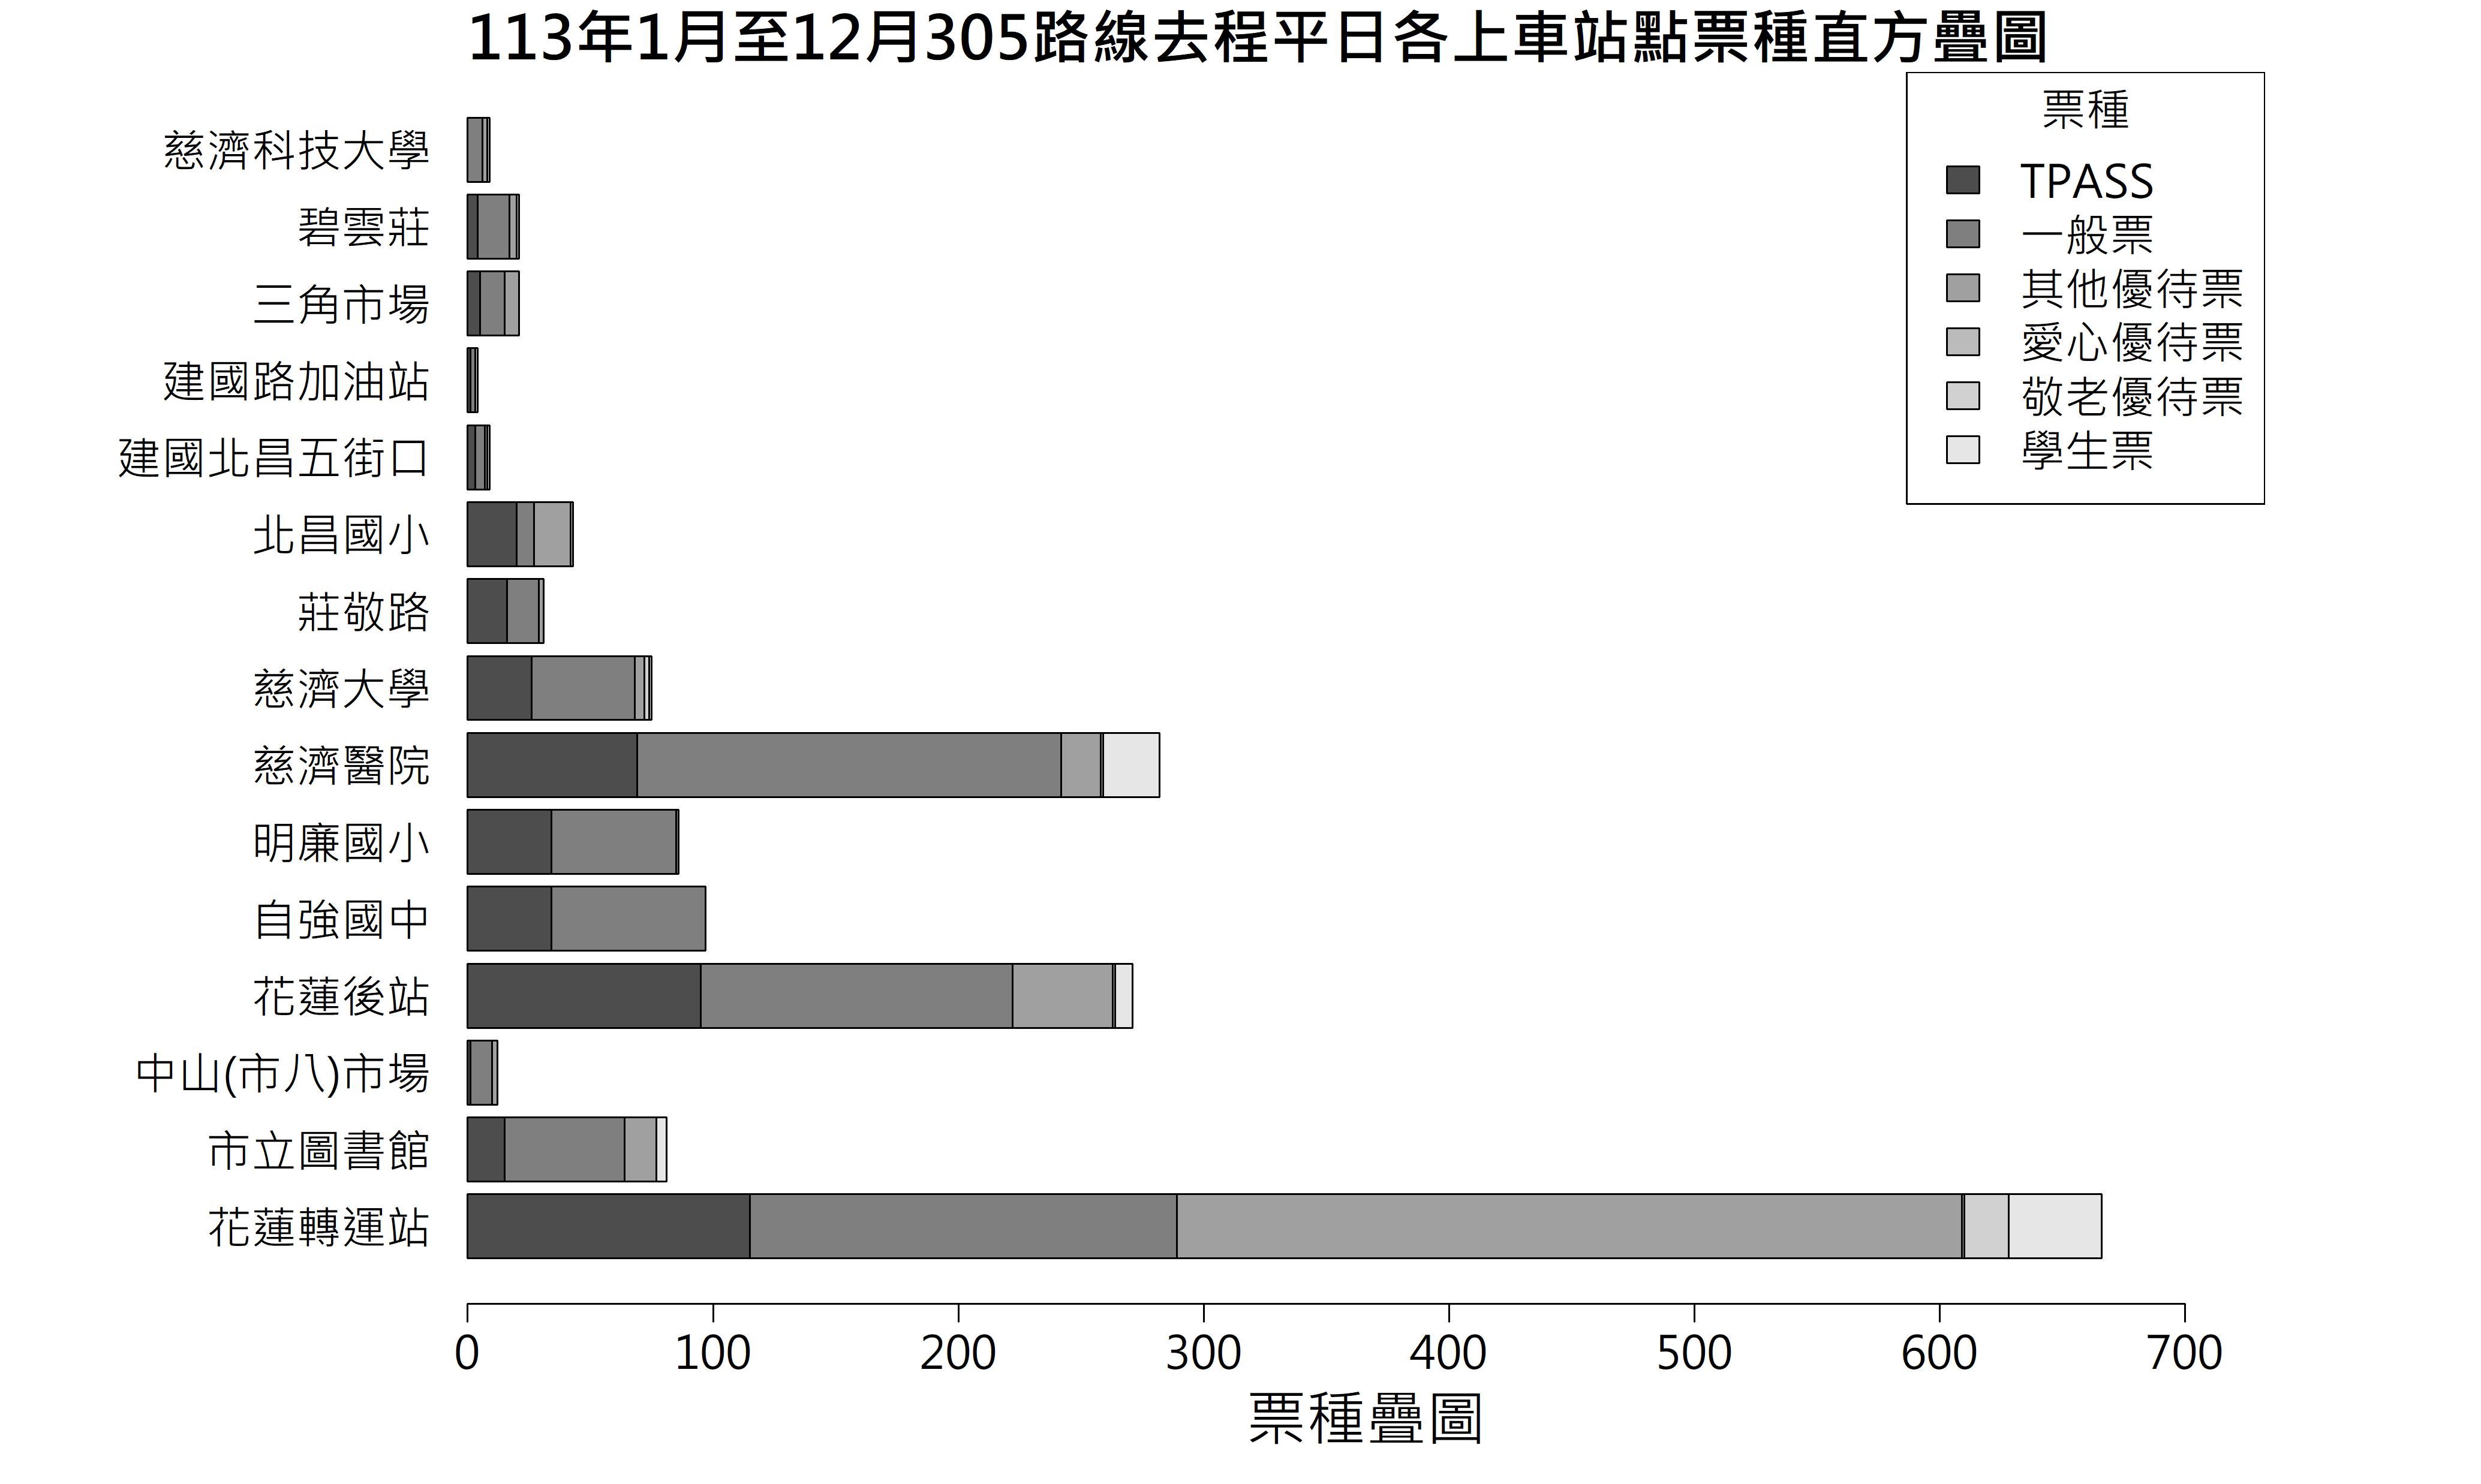 113年1月至12月305路線去程平日各上車站點票種直方疊圖
票種
TPASS
一般票
其他優待票
愛心優待票
敬老優待票
學生票
慈濟科技大學
碧雲莊
三角市場
建國路加油站
建國北昌五街口
北昌國小
莊敬路
慈濟大學
慈濟醫院
明廉國小
自強國中
花蓮後站
中山(市八)市場
市立圖書館
花蓮轉運站
0 100 200 300 400 500 600 700
票種疊圖